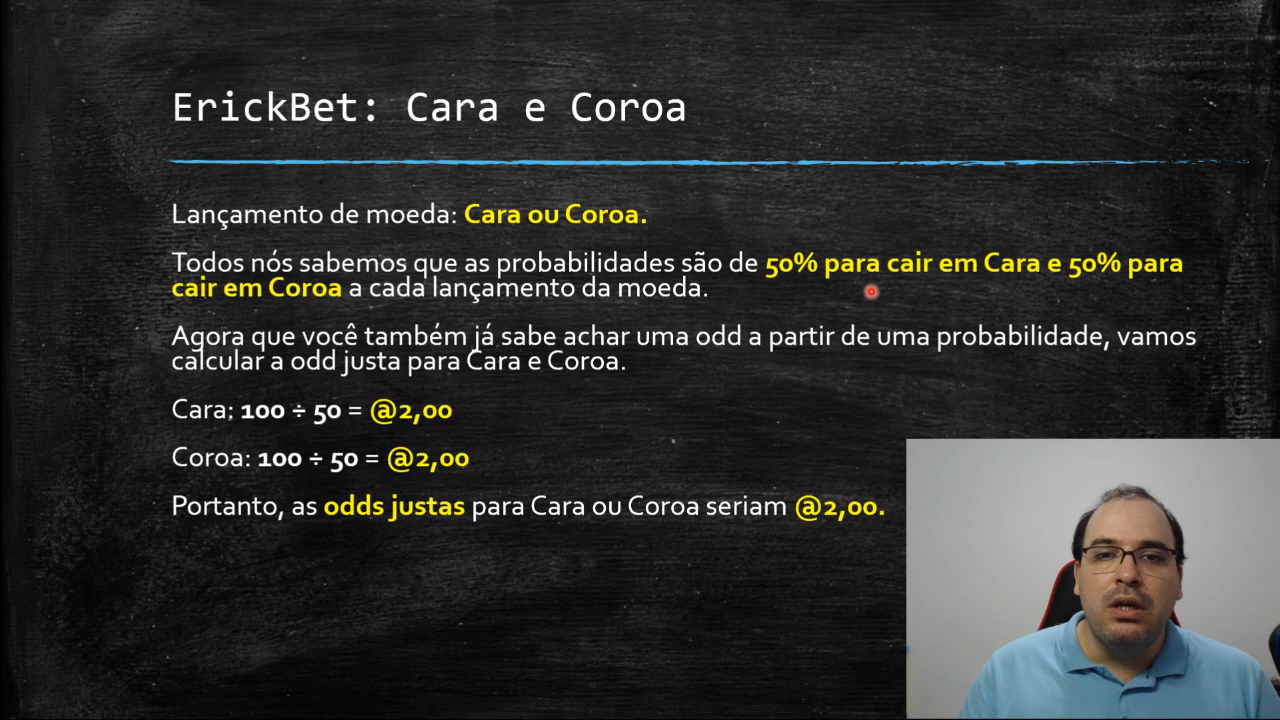 ErickBet: Cara e Coroa
Lançamento de moeda: Cara ou Coroa.
Todos nós sabemos que as probabilidades são de 50% para cair em Cara e 50% para
cair em Coroa a cada lançamento da moeda.
Agora que você também já sabe achar uma odd a partir de uma probabilidade, vamos
calcular a odd justa para Cara e Coroa.
Cara: 100 ÷ 50 = @2,00
Coroa: 100 ÷ 50 = @2,00
Portanto, as odds justas para Cara ou Coroa seriam @2,00.